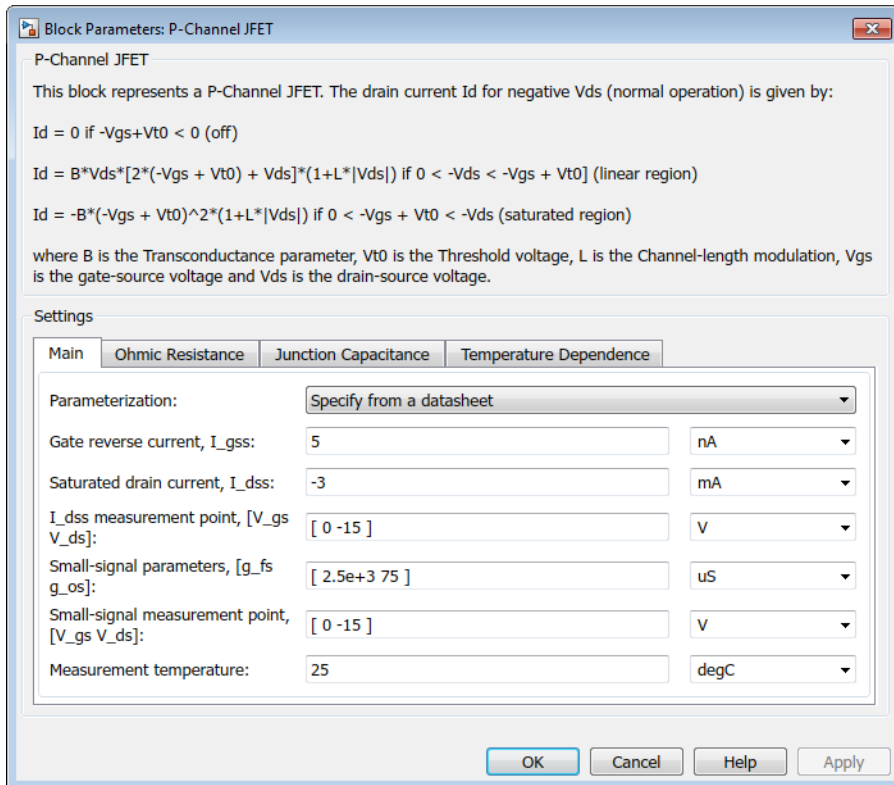 Block Parameters: P-Channel JFET
P-Channel JFET
This block represents a P-Channel JFET. The drain current Id for negative Vds (normal operation) is given by:
Id = 0 if -Vgs+Vt0 < 0 (off)
Id = B*Vds*[2*(-Vgs + Vt0) + Vds]*(1+L*|Vds|) if 0 < -Vds < -Vgs + Vt0] (linear region)
Id = -B*(-Vgs + Vt0)^2*(1+L*|Vds|) if 0 < -Vgs + Vt0 < -Vds (saturated region)
where B is the Transconductance parameter, Vt0 is the Threshold voltage, L is the Channel-length modulation, Vgs
is the gate-source voltage and Vds is the drain-source voltage.
Settings
Main Ohmic Resistance Junction Capacitance Temperature Dependence
Parameterization: Specify from a datasheet
Gate reverse current, I_gss: 5 nA
Saturated drain current, I_dss: -3 mA
I_dss measurement point, [V_gs
V_ds]: [ 0 -15 ] V
Small-signal parameters, [g_fs
g_os]: [ 2.5e+3 75 ] uS
Small-signal measurement point,
[V_gs V_ds]: [ 0 -15 ] V
Measurement temperature: 25 degC
OK Cancel Help Apply